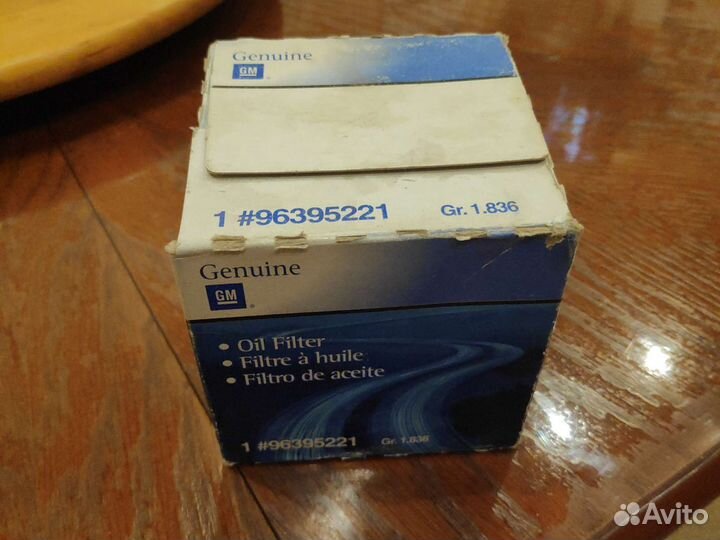 Genuine
GM
1 #96395221 Gr. 1.836
Genuine
GM
• Oil Filter
• Filtre à huile
• Filtro de aceite
1 #96395221 Gr. 1.836
Avito